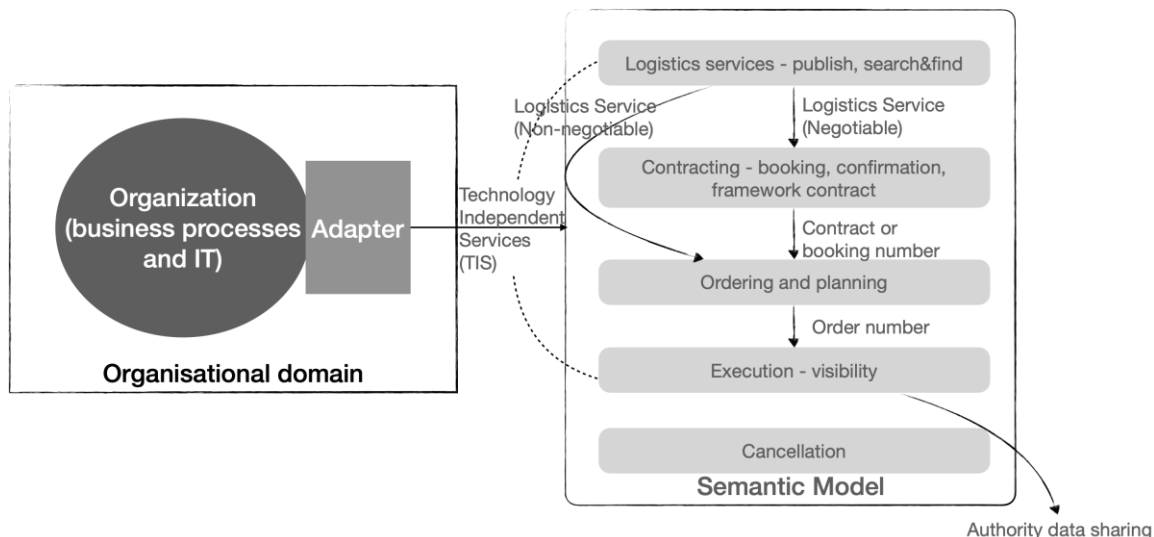 Organization
(business processes
and IT)
Adapter
Organisational domain
Technology
Independent
Services
(TIS)
Logistics services - publish, search&find
Logistics Service
(Non-negotiable)
Logistics Service
(Negotiable)
Contracting - booking, confirmation,
framework contract
Contract or
booking number
Ordering and planning
Order number
Execution - visibility
Cancellation
Semantic Model
Authority data sharing